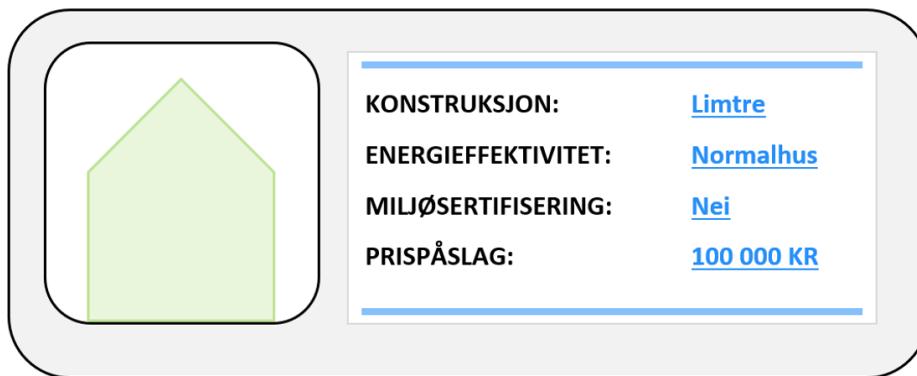 KONSTRUKSJON: Limtre
ENERGIEFFEKTIVITET: Normalhus
MILJØSERTIFISERING: Nei
PRISPÅSLAG: 100 000 KR